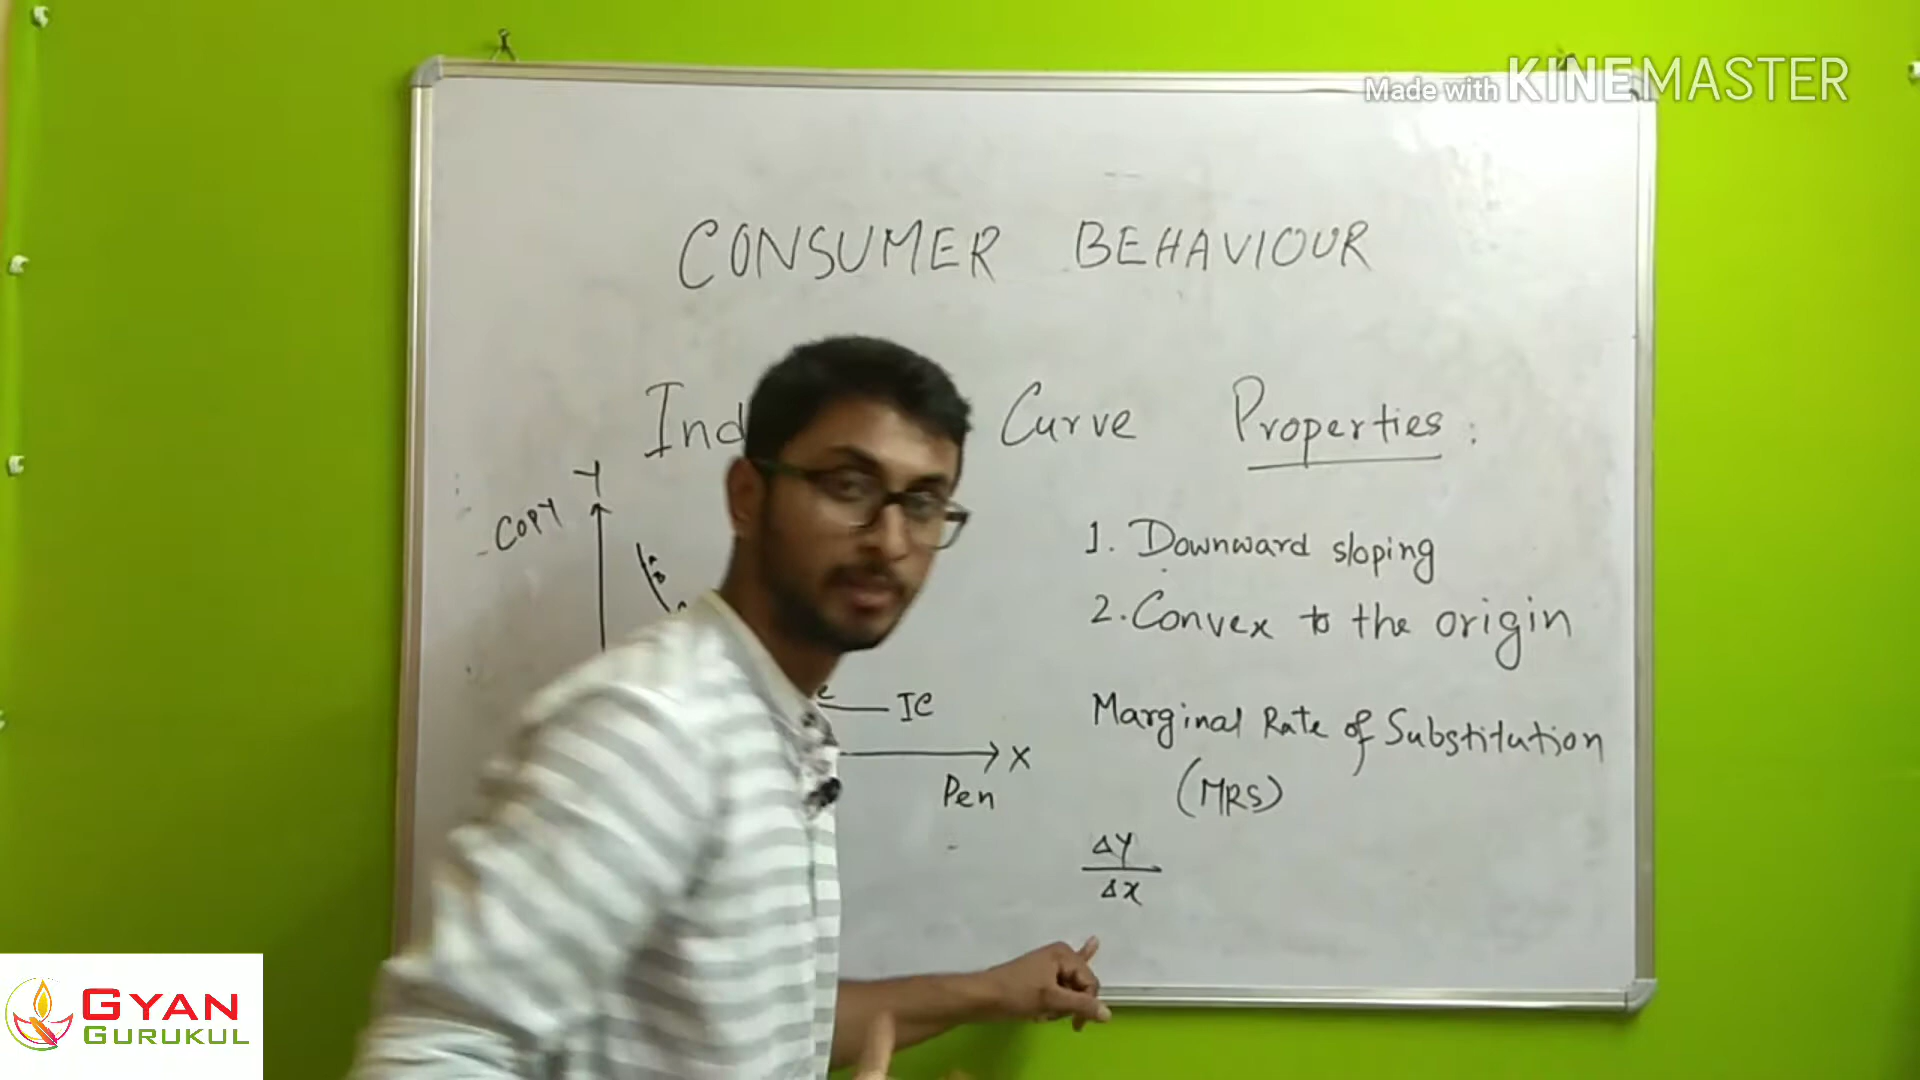 Made with KINEMASTER
CONSUMER BEHAVIOUR
Ind Curve Properties:
Y
COPY
1. Downward sloping
2. Convex to the origin
IC
X
Pen
Marginal Rate of Substitution
(MRS)
ΔY
Δx
GYAN
GURUKUL